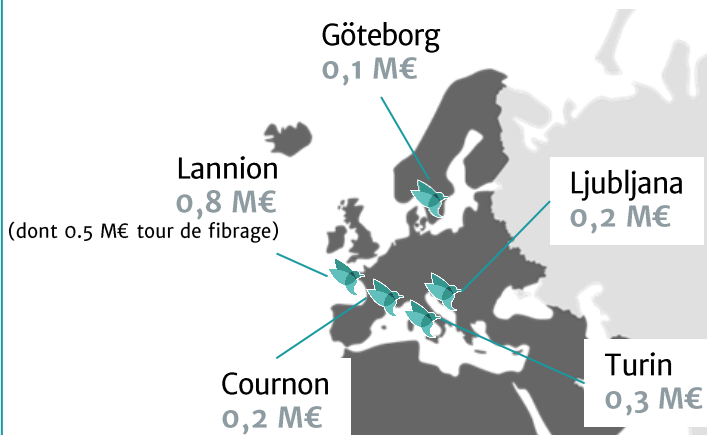 Göteborg
0,1 M€
Lannion
0,8 M€
(dont 0.5 M€ tour de fibrage)
Ljubljana
0,2 M€
Cournon
0,2 M€
Turin
0,3 M€